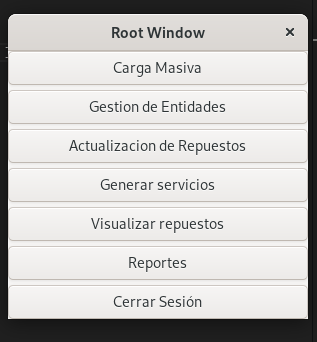 Root Window
Carga Masiva
Gestion de Entidades
Actualizacion de Repuestos
Generar servicios
Visualizar repuestos
Reportes
Cerrar Sesión